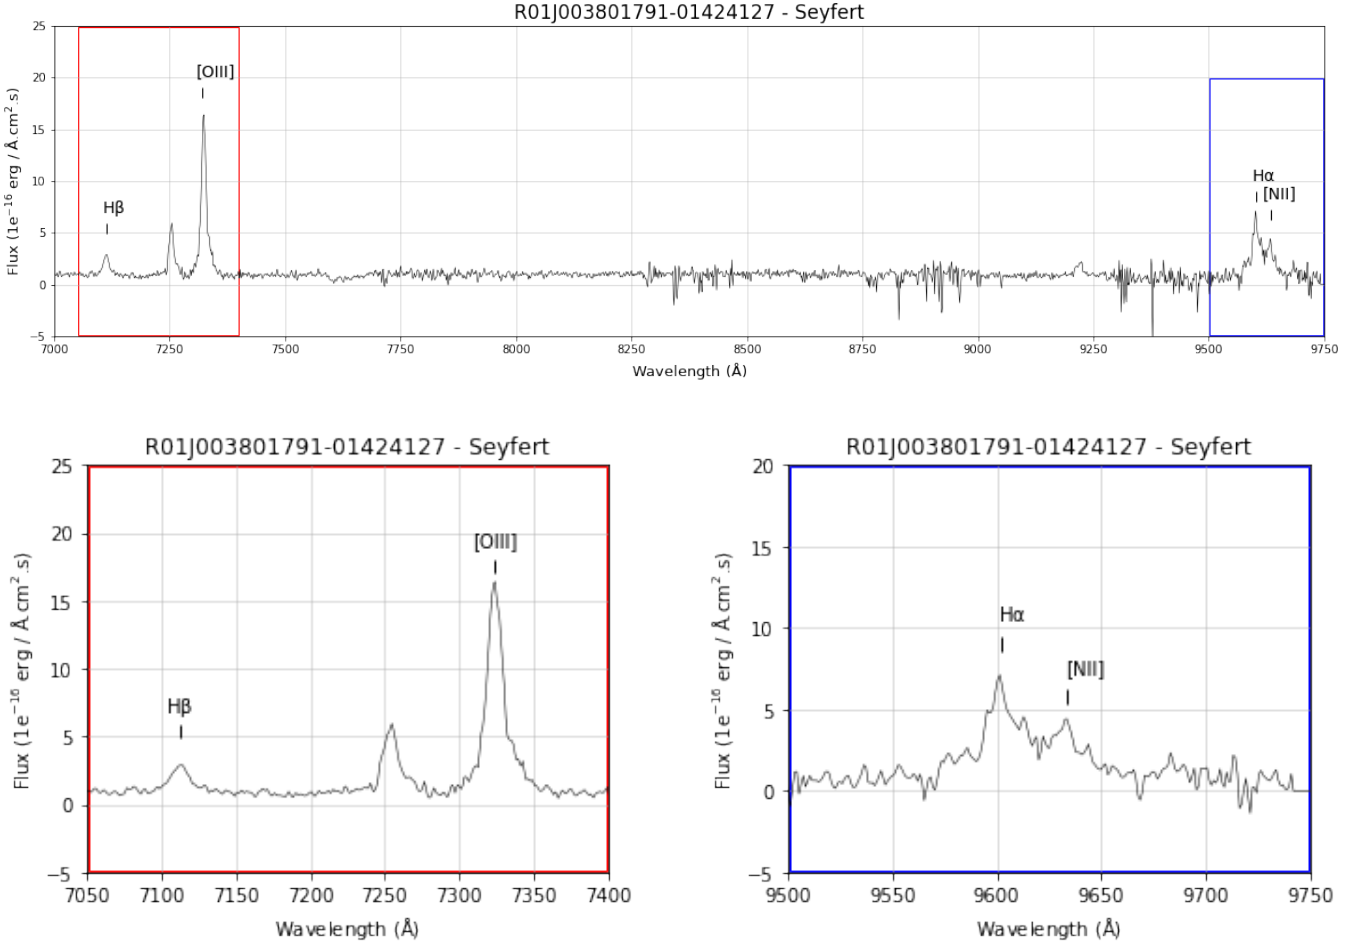 R01J003801791-01424127 - Seyfert
Flux (1e⁻¹⁶ erg / Å.cm².s)
25
20
15
10
5
0
−5
Hβ
[OIII]
Hα
[NII]
7000
7250
7500
7750
8000
8250
8500
8750
9000
9250
9500
9750
Wavelength (Å)
R01J003801791-01424127 - Seyfert
Flux (1e⁻¹⁶ erg / Å.cm².s)
25
20
15
10
5
0
−5
[OIII]
Hβ
7050
7100
7150
7200
7250
7300
7350
7400
Wavelength (Å)
R01J003801791-01424127 - Seyfert
Flux (1e⁻¹⁶ erg / Å.cm².s)
20
15
10
5
0
−5
Hα
[NII]
9500
9550
9600
9650
9700
9750
Wavelength (Å)